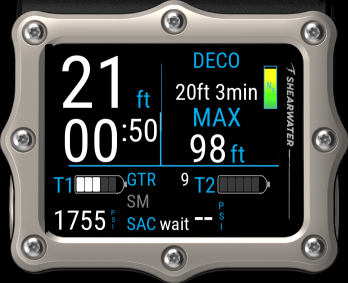 21 ft
00:50
DECO
20ft 3min
MAX
98 ft
SHEARWATER
T1
GTR 9
SM
T2
1755 PSI
SAC wait
-- PSI